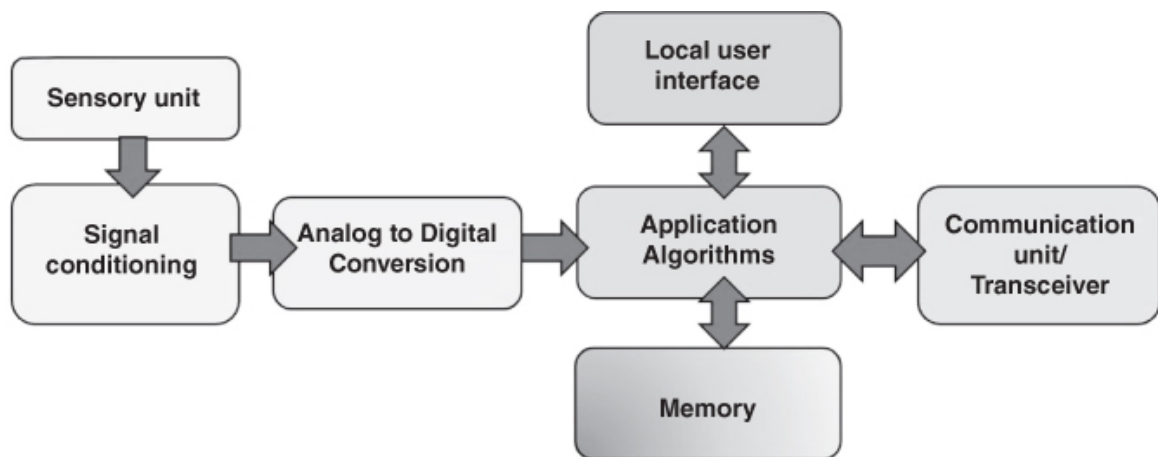 Sensory unit
Signal
conditioning
Analog to Digital
Conversion
Local user
interface
Application
Algorithms
Communication
unit/
Transceiver
Memory